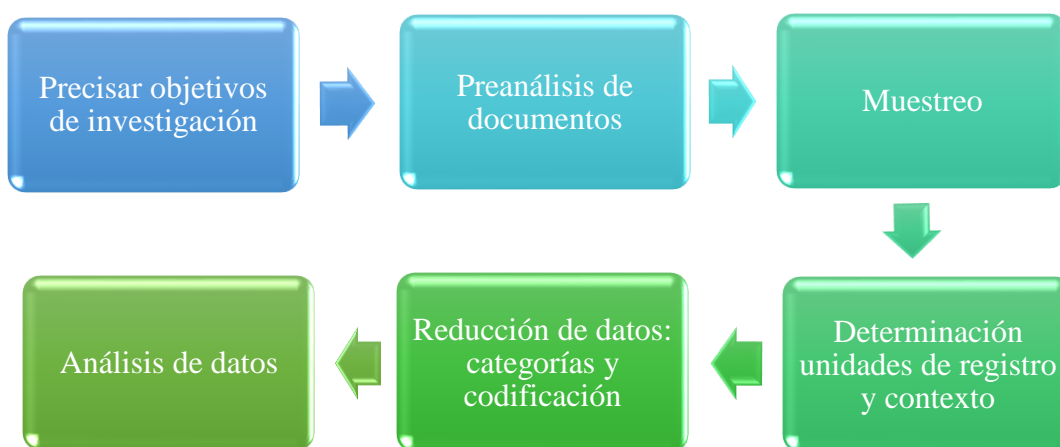 Precisar objetivos
de investigación
Preanálisis de
documentos
Muestreo
Determinación
unidades de registro
y contexto
Reducción de datos:
categorías y
codificación
Análisis de datos